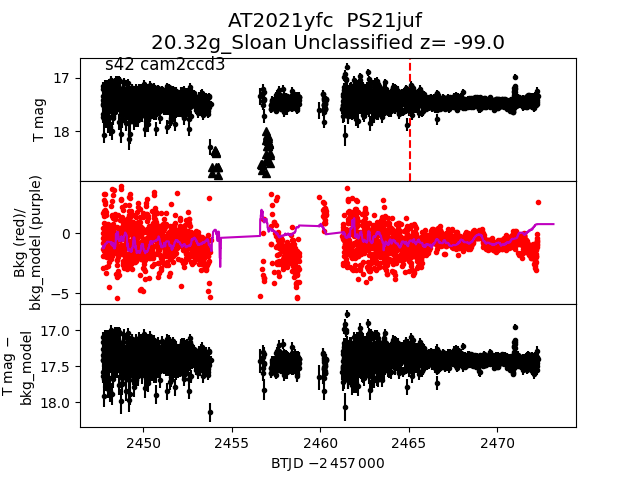 AT2021yfc PS21juf
20.32g_Sloan Unclassified z= -99.0
s42 cam2ccd3
17
18
T mag
0
−5
Bkg (red)/
bkg_model (purple)
17.0
17.5
18.0
T mag −
bkg_model
2450
2455
2460
2465
2470
BTJD −2 457 000